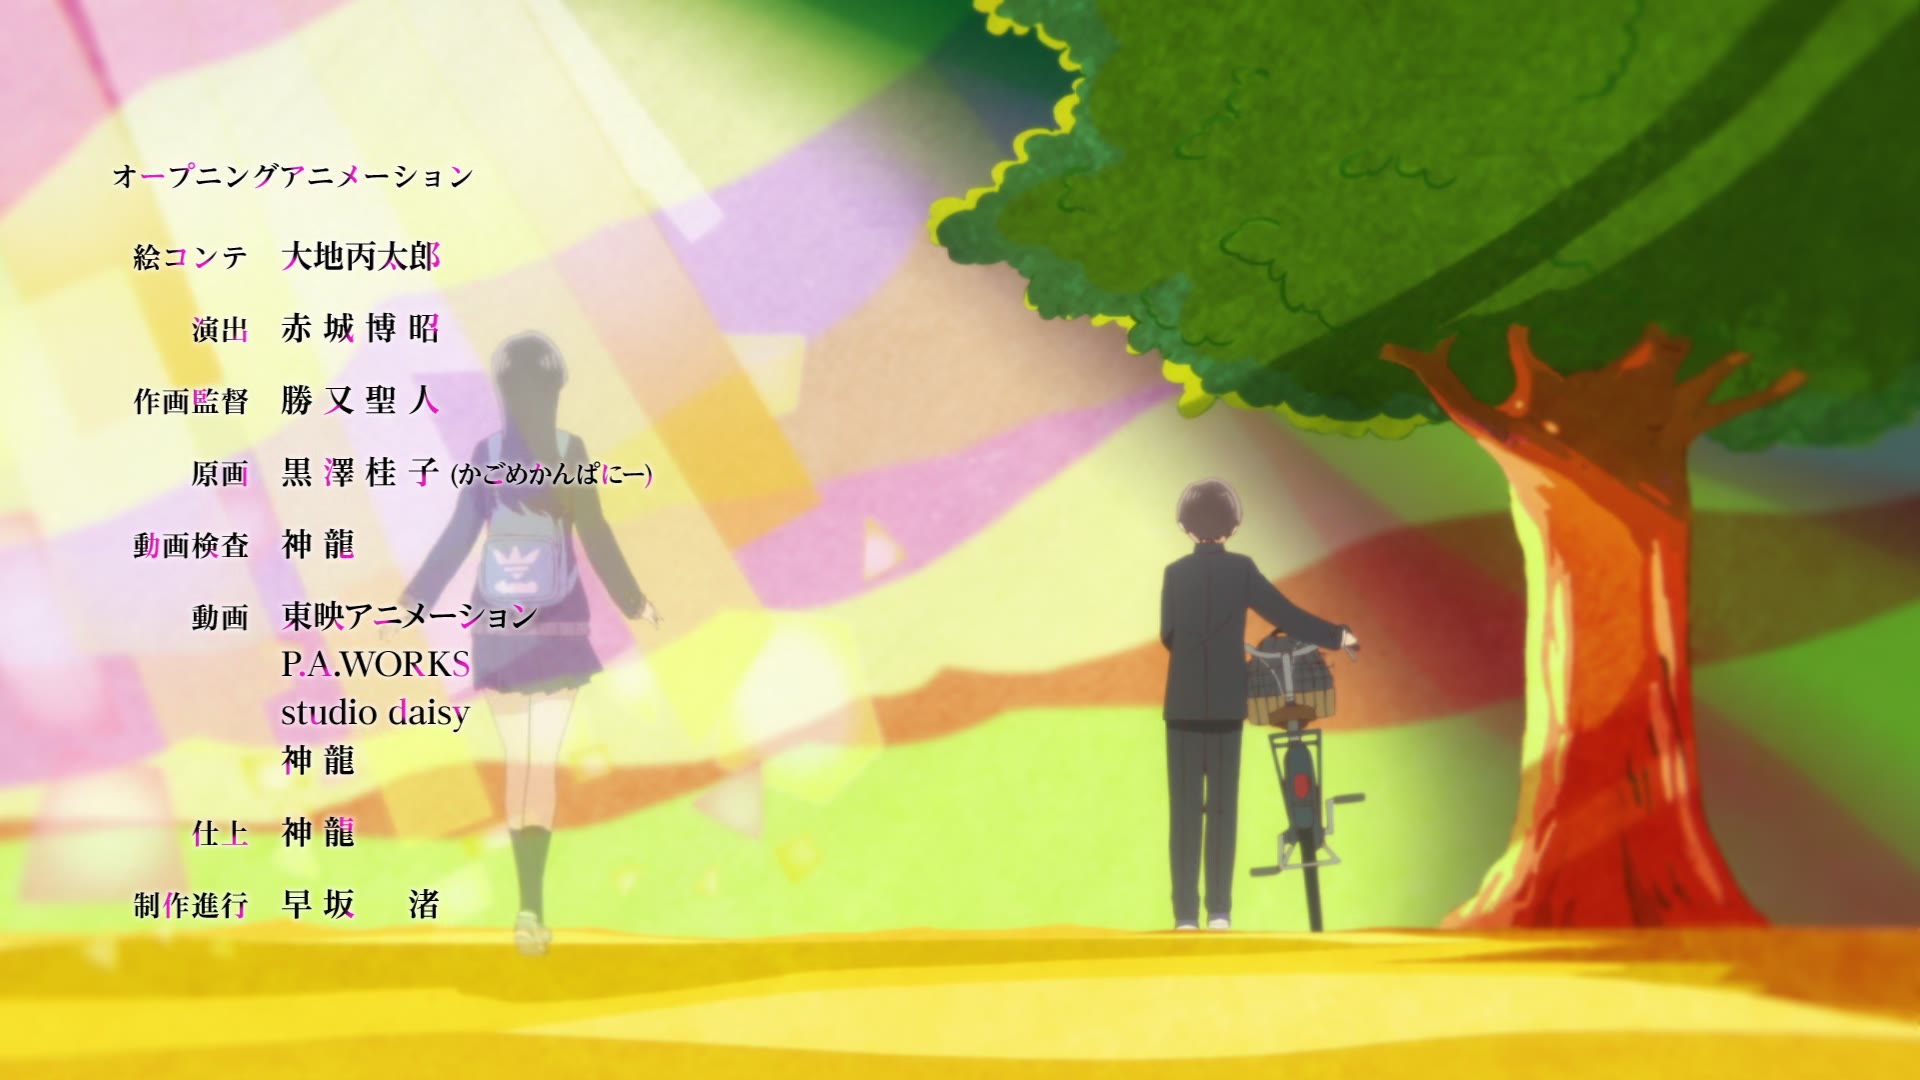 オープニングアニメーション
絵コンテ 大地丙太郎
演出 赤城博昭
作画監督 勝又聖人
原画 黒澤桂子 (かごめかんぱにー)
動画検査 神龍
動画 東映アニメーション
P.A.WORKS
studio daisy
神龍
仕上 神龍
制作進行 早坂 渚